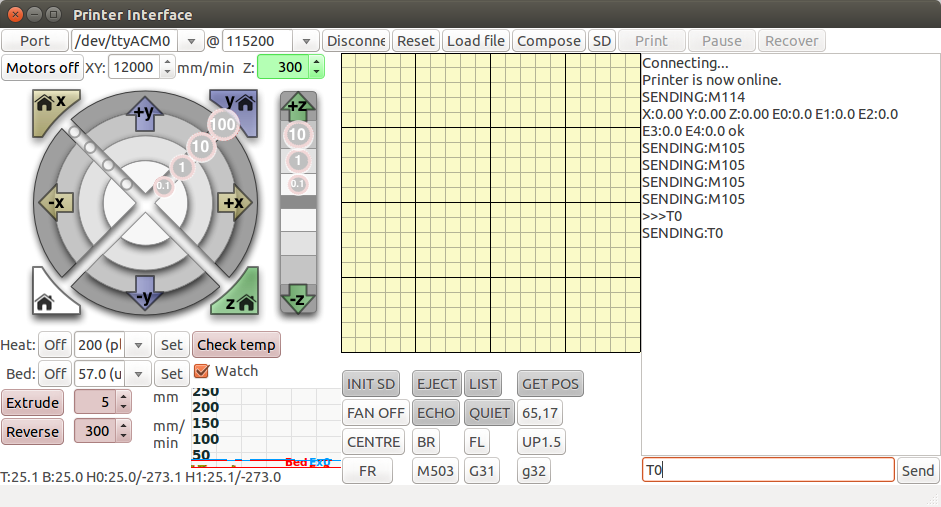 Printer Interface
Port /dev/ttyACM0 @ 115200 Disconne Reset Load file Compose SD Print Pause Recover
Motors off XY: 12000 mm/min Z: 300
x y +z
+y 100
10 10
1 1
0.1 0.1
-x +x
-y z -z
Heat: Off 200 (pl Set Check temp
Bed: Off 57.0 (u Set Watch
Extrude 5 mm
Reverse 300 mm/
min
250
200
150
100
50
Bed Ex0
T:25.1 B:25.0 H0:25.0/-273.1 H1:25.1/-273.0
INIT SD EJECT LIST GET POS
FAN OFF ECHO QUIET 65,17
CENTRE BR FL UP1.5
FR M503 G31 g32
Connecting...
Printer is now online.
SENDING:M114
X:0.00 Y:0.00 Z:0.00 E0:0.0 E1:0.0 E2:0.0
E3:0.0 E4:0.0 ok
SENDING:M105
SENDING:M105
SENDING:M105
SENDING:M105
>>>T0
SENDING:T0
T0 Send